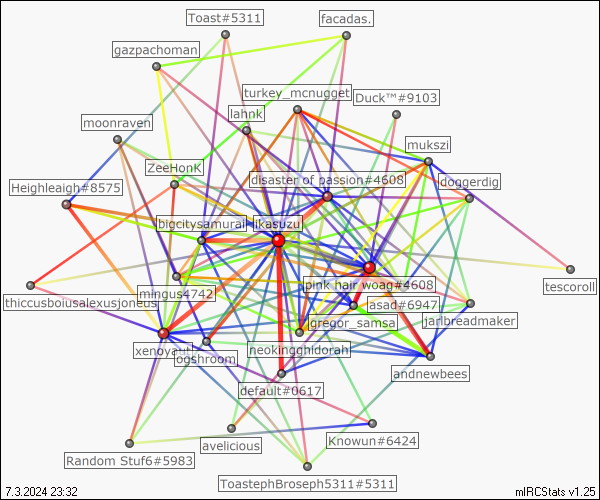 Toast#5311
facadas.
gazpachoman
turkey_mcnugget
Duck™#9103
lahnk
moonraven
mukszi
ZeeHonK
disaster of passion#4608
doggerdig
Heighleigh#8575
bigcitysamurai
ikasuzu
pink hair woag#4608
tescoroll
mingus4742
thiccusboiusalexusjoneus
asad#6947
gregor_samsa
jarlbreadmaker
xenoyaut
neokingghidorah
ogshroom
andnewbees
default#0617
Knowun#6424
avelicious
Random Stuf6#5983
ToastephBroseph5311#5311
7.3.2024 23:32
mIRCStats v1.25